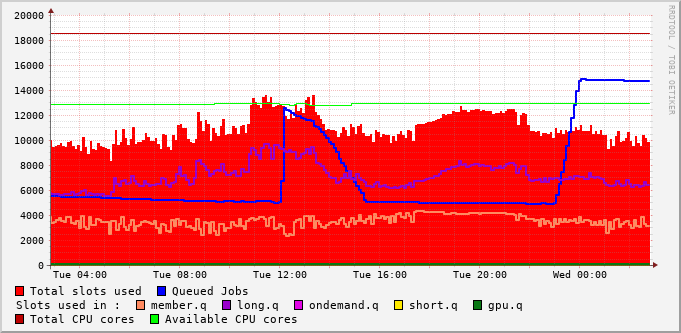 20000
18000
16000
14000
12000
10000
8000
6000
4000
2000
0
Tue 04:00 Tue 08:00 Tue 12:00 Tue 16:00 Tue 20:00 Wed 00:00
RRDTOOL / TOBI OETIKER
Total slots used Queued Jobs
Slots used in : member.q long.q ondemand.q short.q gpu.q
Total CPU cores Available CPU cores